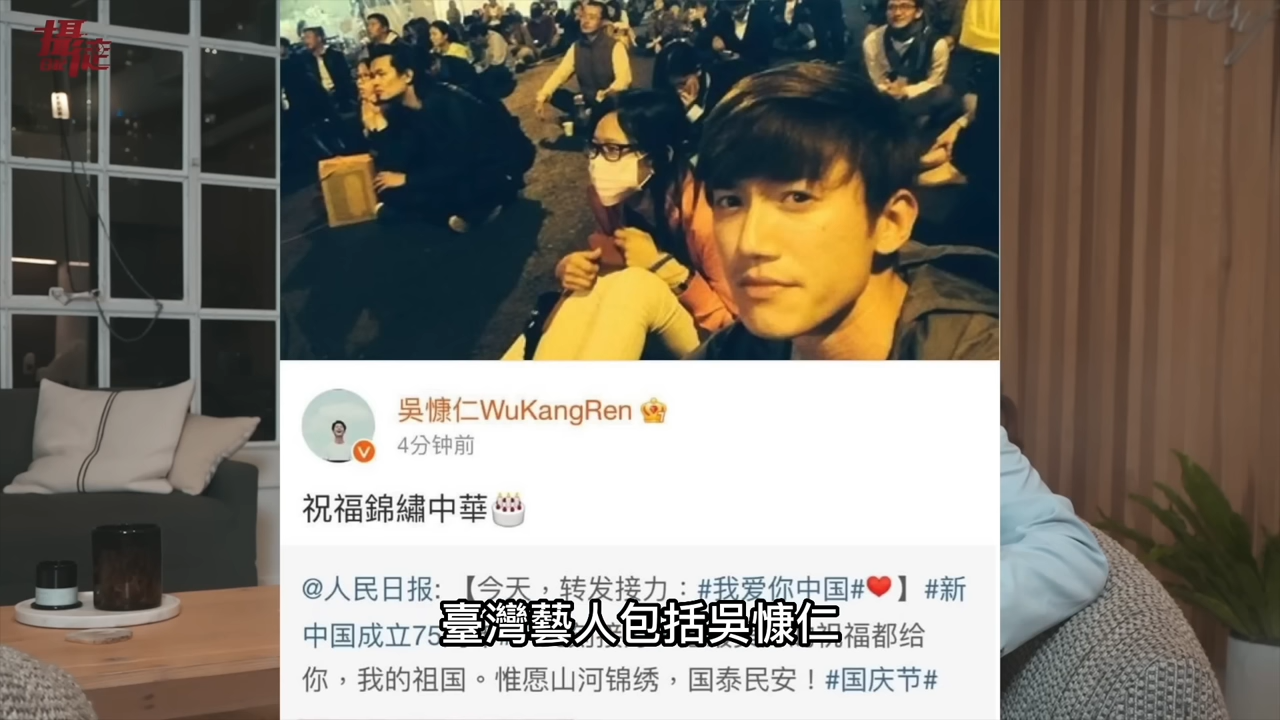 攝徒
吳慷仁WuKangRen
4分钟前
祝福錦繡中華
@人民日报: 【今天，转发接力：#我爱你中国#❤】#新
中国成立75
祝福都给
你，我的祖国。惟愿山河锦绣，国泰民安！#国庆节#
臺灣藝人包括吳慷仁